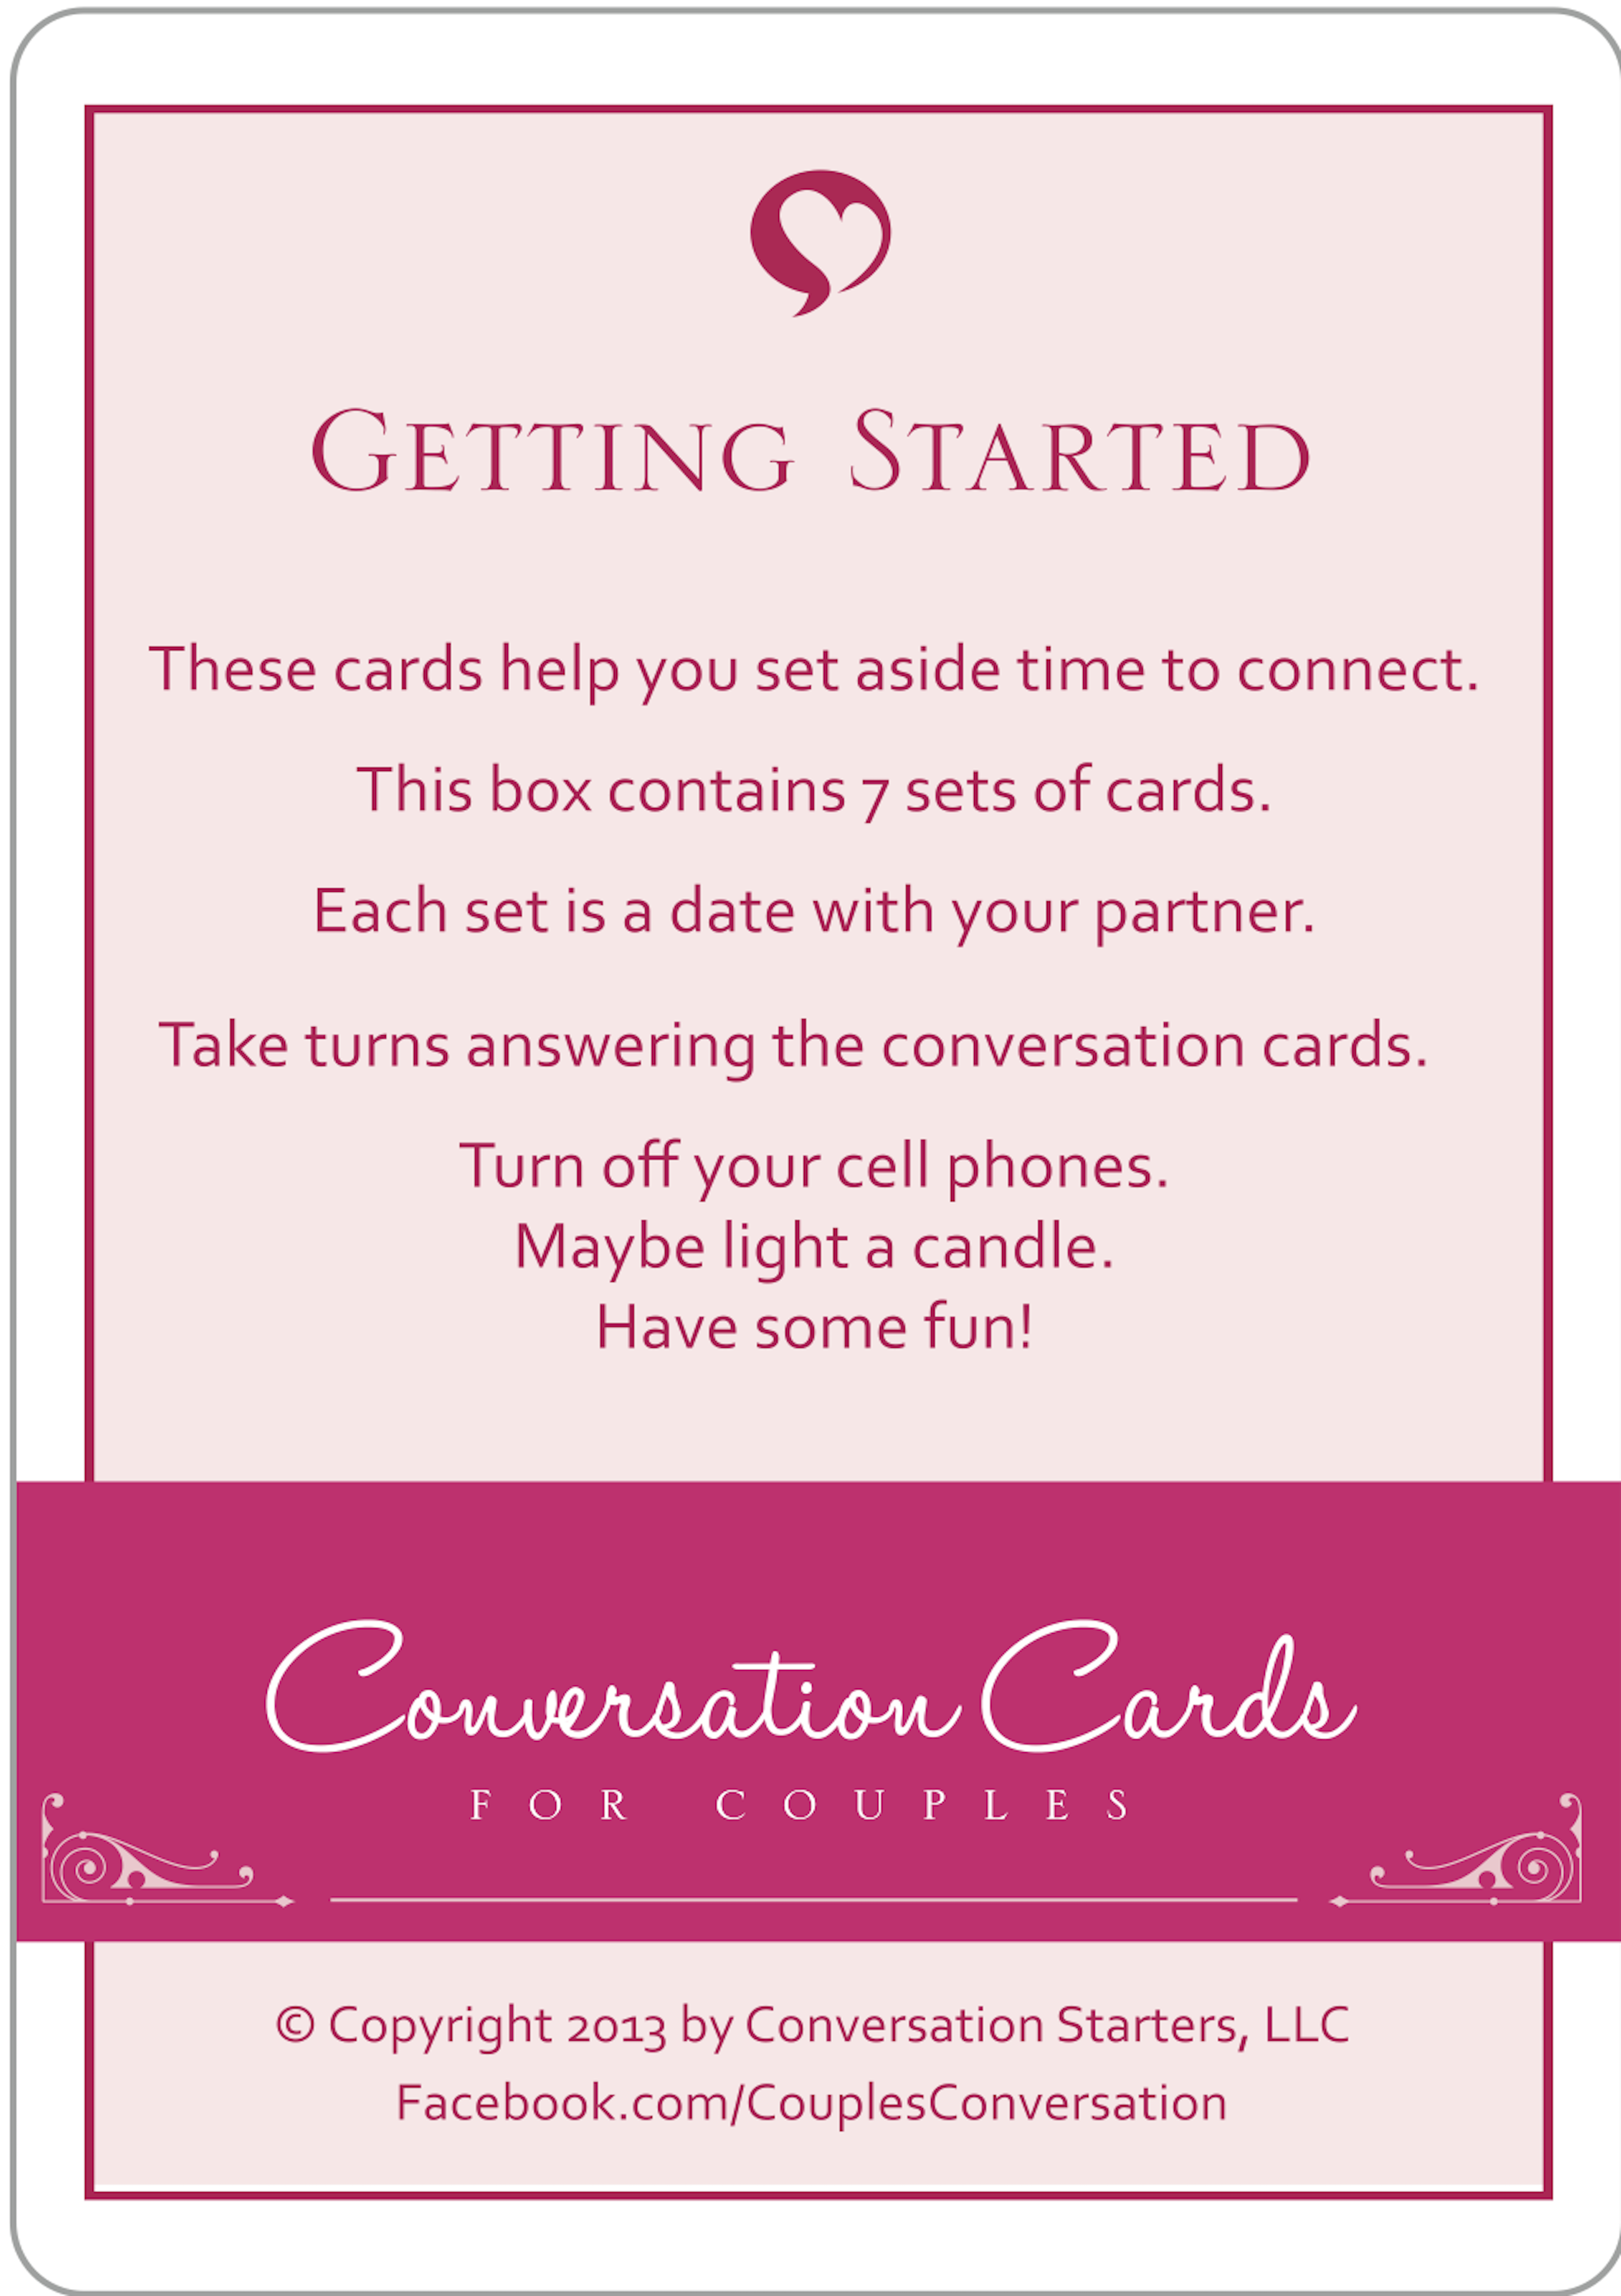 Getting Started
These cards help you set aside time to connect.
This box contains 7 sets of cards.
Each set is a date with your partner.
Take turns answering the conversation cards.
Turn off your cell phones.
Maybe light a candle.
Have some fun!
Conversation Cards
FOR COUPLES
© Copyright 2013 by Conversation Starters, LLC
Facebook.com/CouplesConversation